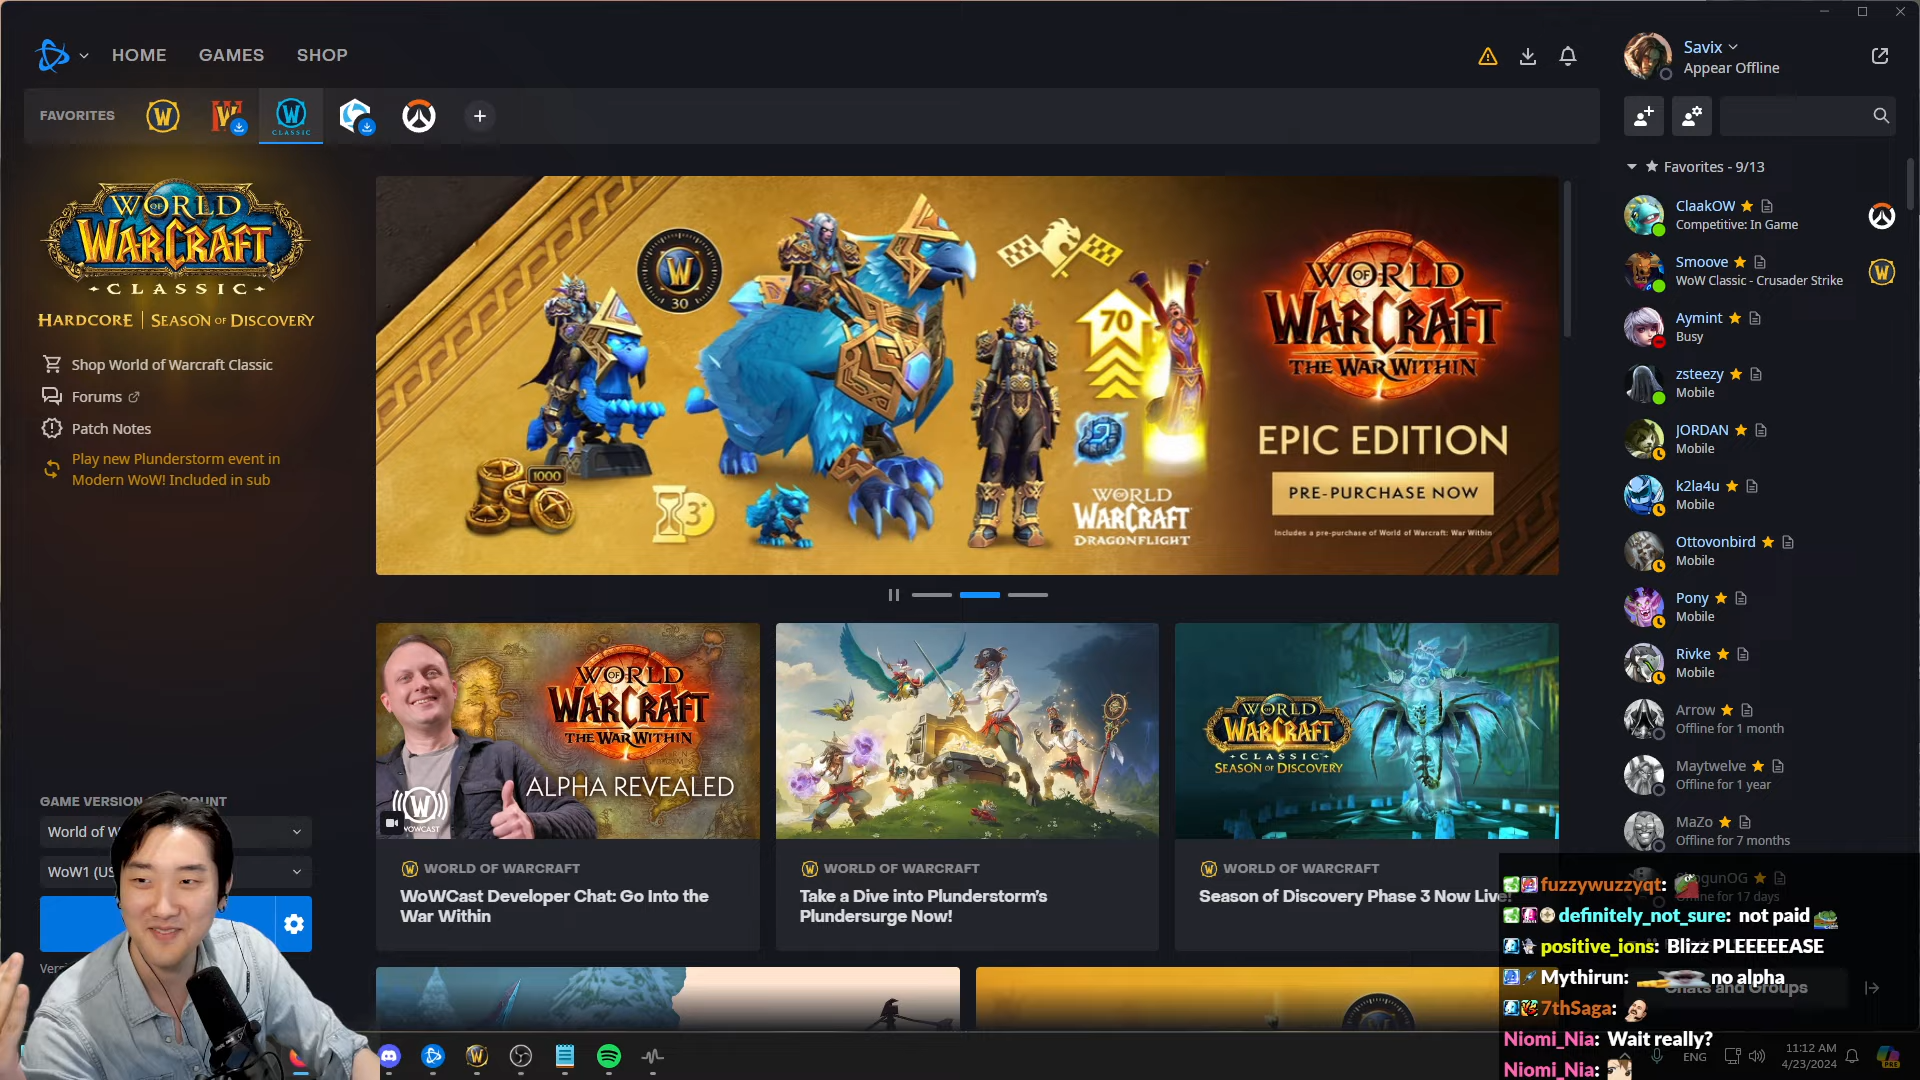 HOME
GAMES
SHOP
Savix
Appear Offline
FAVORITES
W
CLASSIC
Favorites - 9/13
ClaakOW
Competitive: In Game
Smoove
WoW Classic - Crusader Strike
Aymint
Busy
zsteezy
Mobile
JORDAN
Mobile
k2la4u
Mobile
Ottovonbird
Mobile
Pony
Mobile
Rivke
Mobile
Arrow
Offline for 1 month
Maytwelve
Offline for 1 year
MaZo
Offline for 7 months
WORLD OF WARCRAFT
CLASSIC
HARDCORE | SEASON OF DISCOVERY
Shop World of Warcraft Classic
Forums
Patch Notes
Play new Plunderstorm event in
Modern WoW! Included in sub
W
30
70
1000
3
WORLD OF WARCRAFT
DRAGONFLIGHT
WORLD OF WARCRAFT
THE WAR WITHIN
EPIC EDITION
PRE-PURCHASE NOW
Includes a pre-purchase of World of Warcraft: War Within
WORLD OF WARCRAFT
THE WAR WITHIN
ALPHA REVEALED
WOWCAST
WORLD OF WARCRAFT
WoWCast Developer Chat: Go Into the
War Within
WORLD OF WARCRAFT
Take a Dive into Plunderstorm's
Plundersurge Now!
WORLD OF WARCRAFT
CLASSIC
SEASON OF DISCOVERY
WORLD OF WARCRAFT
Season of Discovery Phase 3 Now Live!
GAME VERSION
World of W
WoW1 (US
Versi
fuzzywuzzyqt:
definitely_not_sure: not paid
positive_ions: Blizz PLEEEEEASE
Mythirun: no alpha
Chats and Groups
7thSaga:
Niomi_Nia: Wait really?
Niomi_Nia:
ENG
11:12 AM
4/23/2024